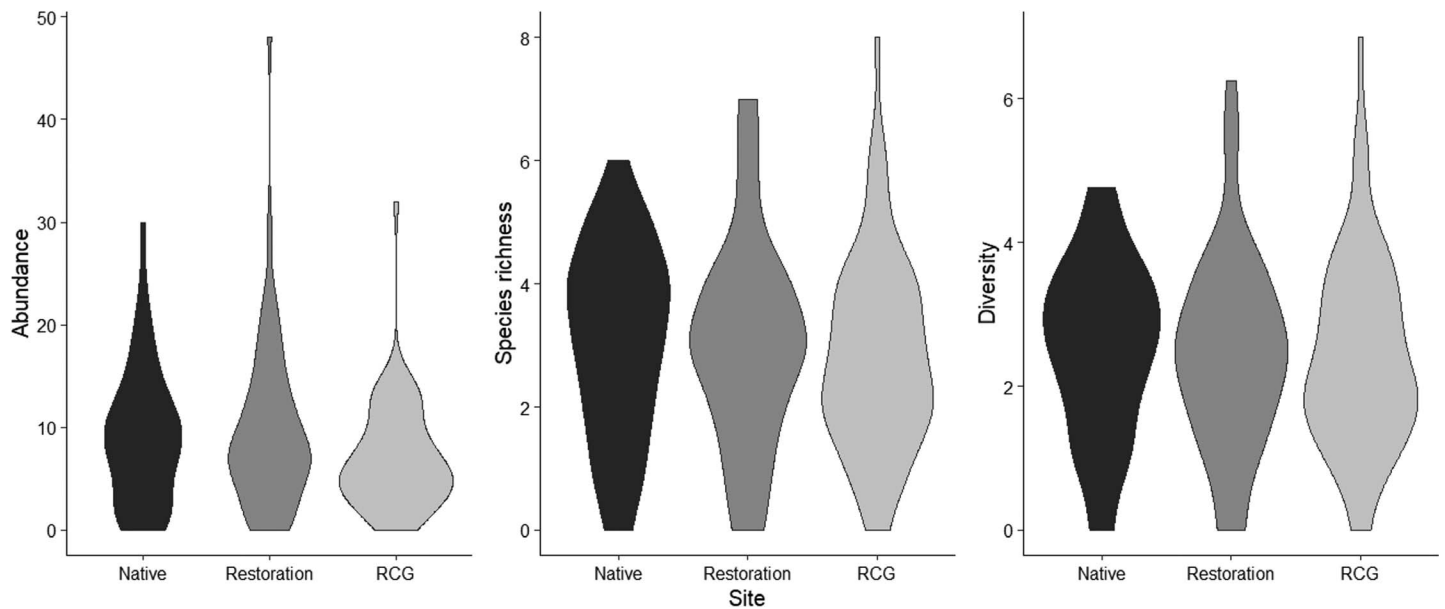 Abundance
50
40
30
20
10
0
Native
Restoration
RCG
Species richness
8
6
4
2
0
Native
Restoration
RCG
Site
Diversity
6
4
2
0
Native
Restoration
RCG